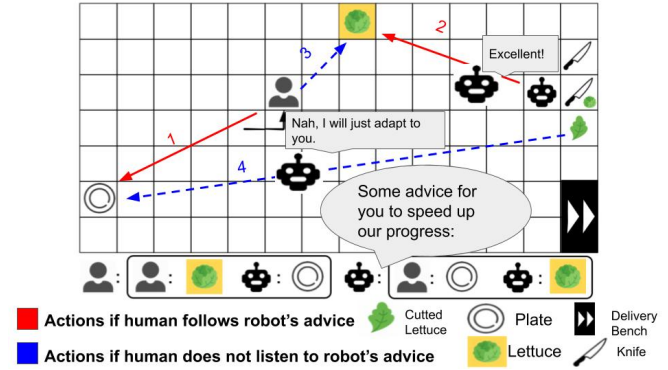 2
Excellent!
3
1
Nah, I will just adapt to
you.
4
Some advice for
you to speed up
our progress:
: : : : : :
Actions if human follows robot's advice
Cutted
Lettuce
Plate
Delivery
Bench
Actions if human does not listen to robot's advice
Lettuce
Knife